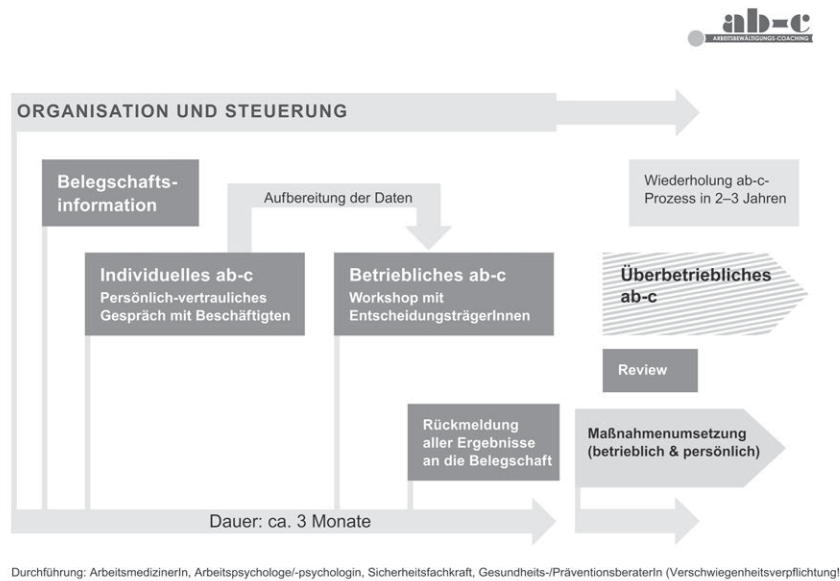 ab-c
ARBEITSBEWÄLTIGUNGS-COACHING
ORGANISATION UND STEUERUNG
Belegschafts-
information
Aufbereitung der Daten
Wiederholung ab-c-
Prozess in 2–3 Jahren
Individuelles ab-c
Persönlich-vertrauliches
Gespräch mit Beschäftigten
Betriebliches ab-c
Workshop mit
EntscheidungsträgerInnen
Überbetriebliches
ab-c
Review
Rückmeldung
aller Ergebnisse
an die Belegschaft
Maßnahmenumsetzung
(betrieblich & persönlich)
Dauer: ca. 3 Monate
Durchführung: ArbeitsmedizinerIn, Arbeitspsychologe/-psychologin, Sicherheitsfachkraft, Gesundheits-/PräventionsberaterIn (Verschwiegenheitsverpflichtung)